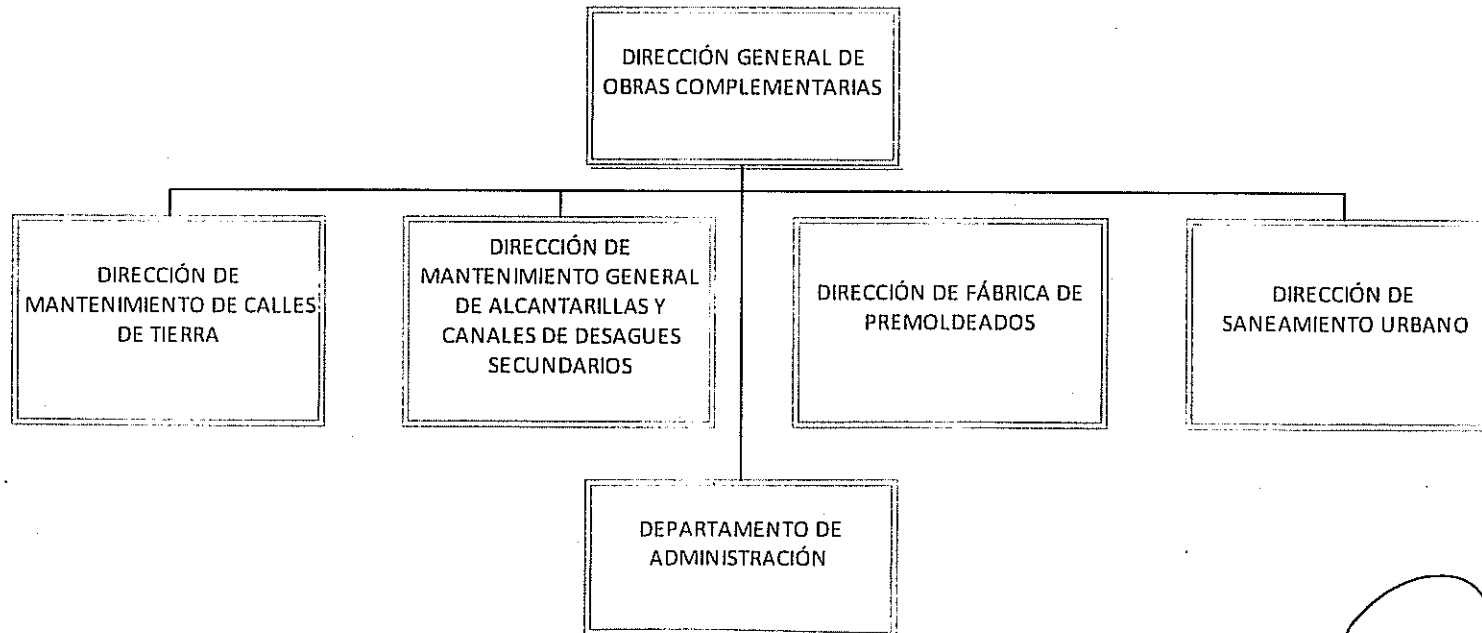 DIRECCIÓN GENERAL DE
OBRAS COMPLEMENTARIAS
DIRECCIÓN DE
MANTENIMIENTO DE CALLES
DE TIERRA
DIRECCIÓN DE
MANTENIMIENTO GENERAL
DE ALCANTARILLAS Y
CANALES DE DESAGUES
SECUNDARIOS
DIRECCIÓN DE FÁBRICA DE
PREMOLDEADOS
DIRECCIÓN DE
SANEAMIENTO URBANO
DEPARTAMENTO DE
ADMINISTRACIÓN